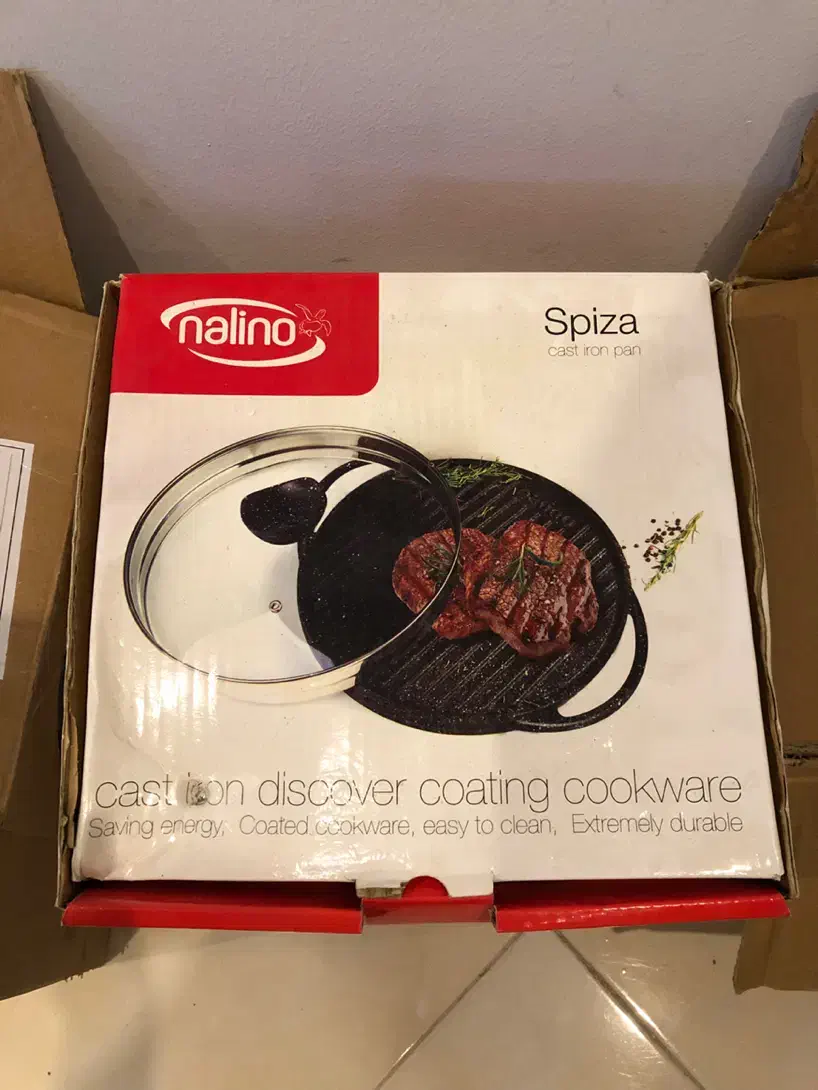 nalino
Spiza
cast iron pan
cast iron discover coating cookware
Saving energy, Coated cookware, easy to clean, Extremely durable